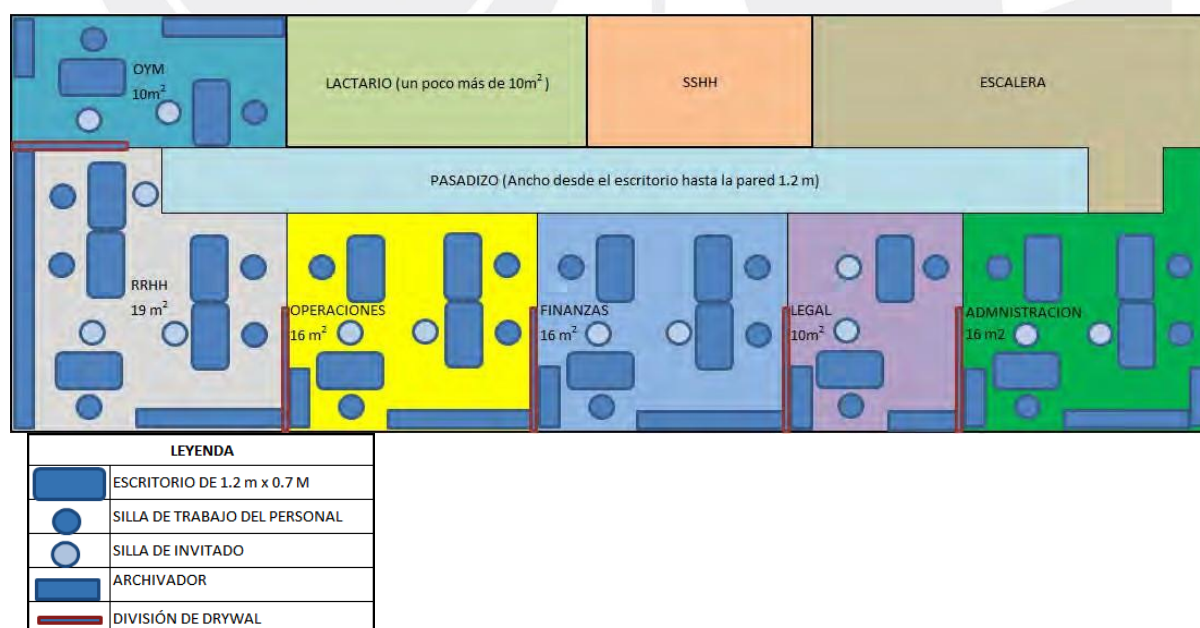 OYM
10m²
LACTARIO (un poco más de 10m²)
SSHH
ESCALERA
PASADIZO (Ancho desde el escritorio hasta la pared 1.2 m)
RRHH
19 m²
OPERACIONES
16 m²
FINANZAS
16 m²
LEGAL
10m²
ADMNISTRACION
16 m2
LEYENDA
ESCRITORIO DE 1.2 m x 0.7 M
SILLA DE TRABAJO DEL PERSONAL
SILLA DE INVITADO
ARCHIVADOR
DIVISIÓN DE DRYWAL